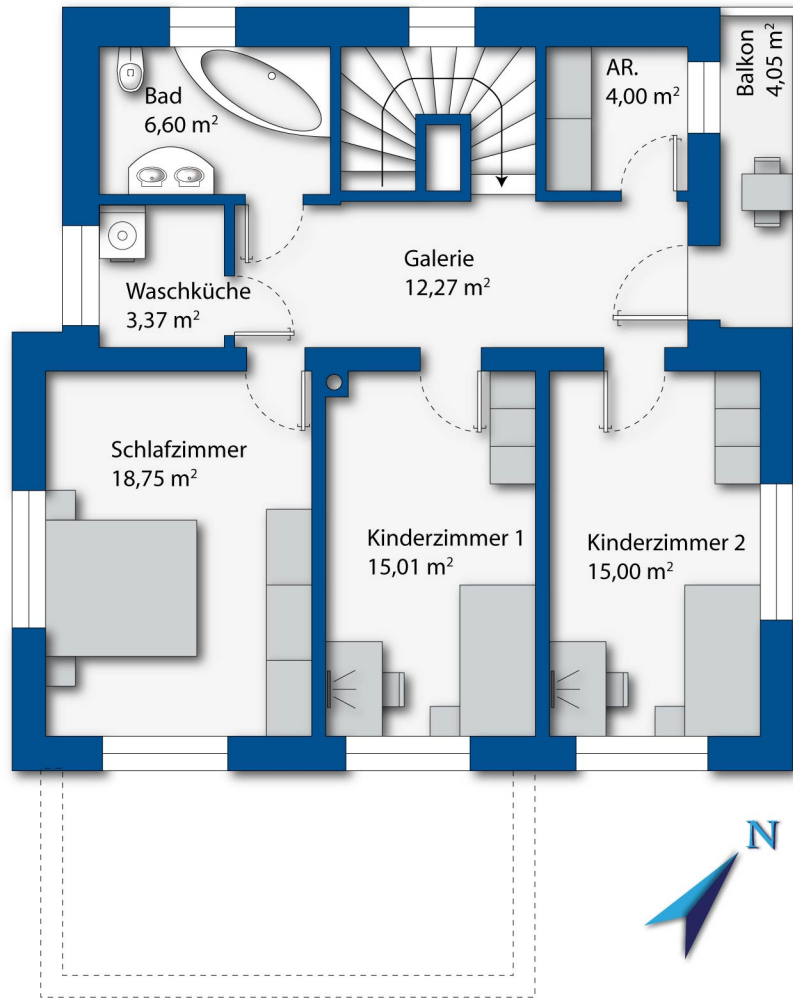 Bad
6,60 m²
AR.
4,00 m²
Balkon
4,05 m²
Waschküche
3,37 m²
Galerie
12,27 m²
Schlafzimmer
18,75 m²
Kinderzimmer 1
15,01 m²
Kinderzimmer 2
15,00 m²
N